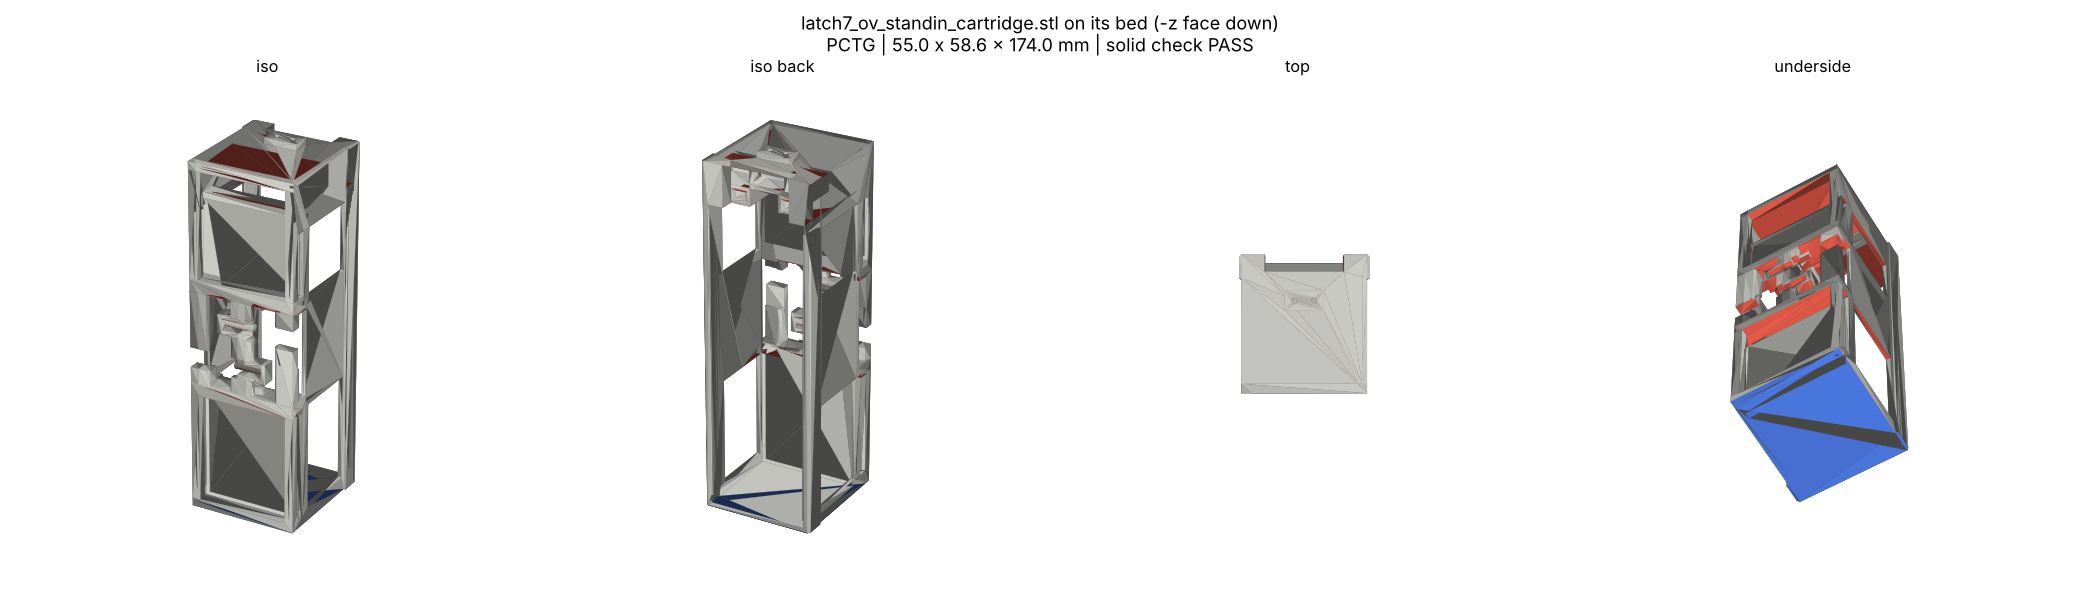 latch7_ov_standin_cartridge.stl on its bed (-z face down)
PCTG | 55.0 x 58.6 × 174.0 mm | solid check PASS
iso
iso back
top
underside